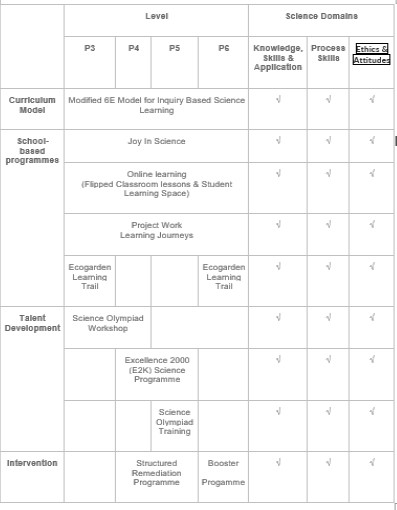 Level Science Domains
P3 P4 P5 P6 Knowledge, Process Ethics &
Skills & Skills Attitudes
Application
Curriculum Modified 6E Model for Inquiry Based Science √ √ √
Model Learning
School- Joy In Science √ √ √
based
programmes
Online learning √ √ √
(Flipped Classroom lessons & Student
Learning Space)
Project Work √ √ √
Learning Journeys
Ecogarden Ecogarden √ √ √
Learning Learning
Trail Trail
Talent Science Olympiad √ √ √
Development Workshop
Excellence 2000 √ √ √
(E2K) Science
Programme
Science √ √ √
Olympiad
Training
Intervention Structured Booster √ √ √
Remediation
Programme Progamme